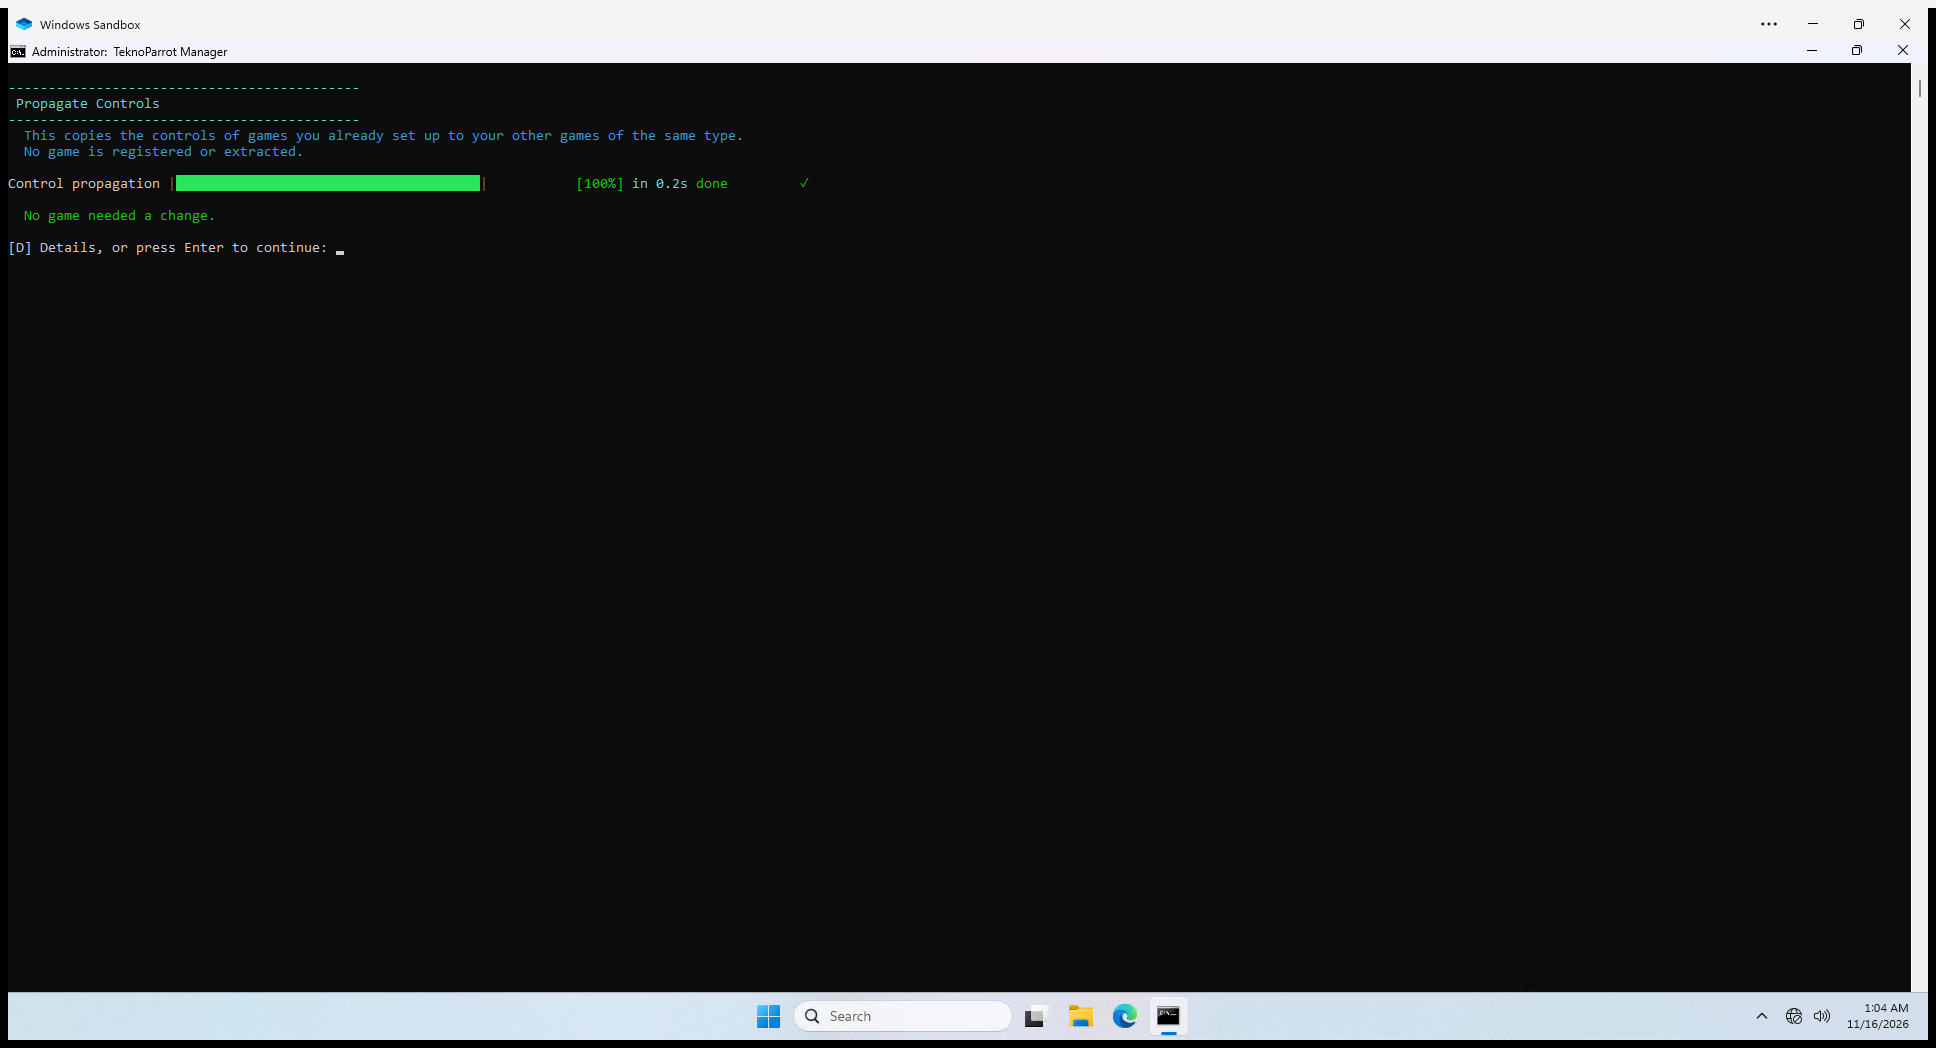 Windows Sandbox
Administrator: TeknoParrot Manager
-------------------------------------------
Propagate Controls
-------------------------------------------
This copies the controls of games you already set up to your other games of the same type.
No game is registered or extracted.
Control propagation | | [100%] in 0.2s done ✓
No game needed a change.
[D] Details, or press Enter to continue: _
Search
1:04 AM
11/16/2026